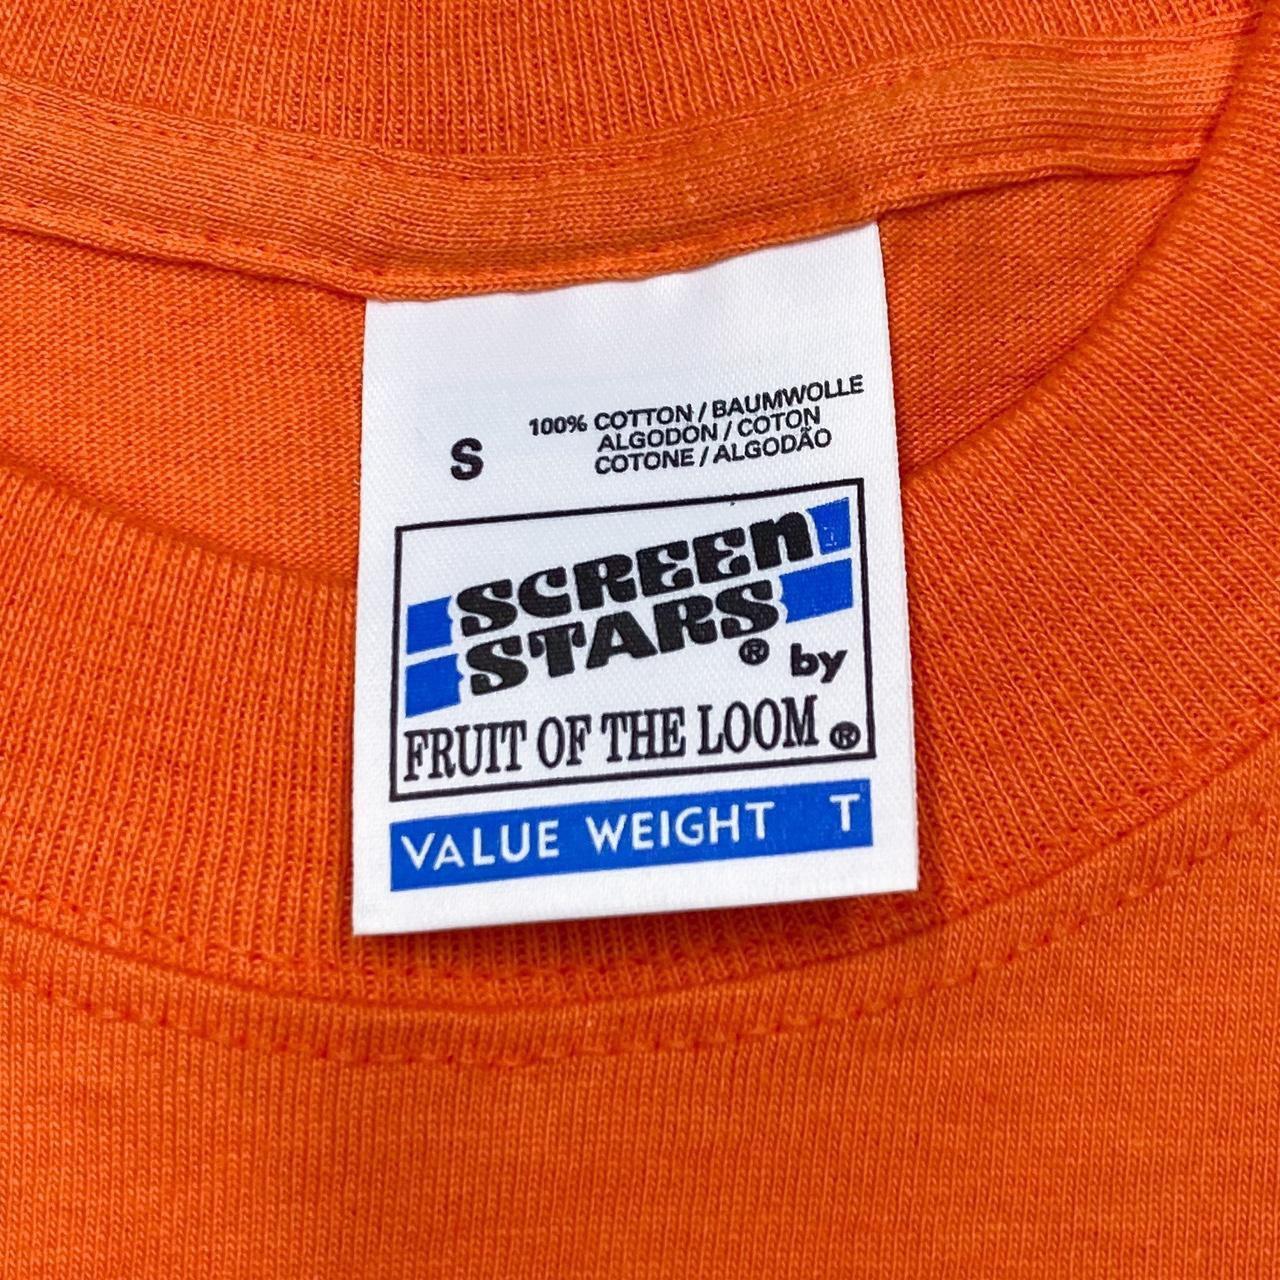 S
100% COTTON / BAUMWOLLE
ALGODON / COTON
COTONE / ALGODÃO
SCREEN
STARS® by
FRUIT OF THE LOOM®
VALUE WEIGHT T